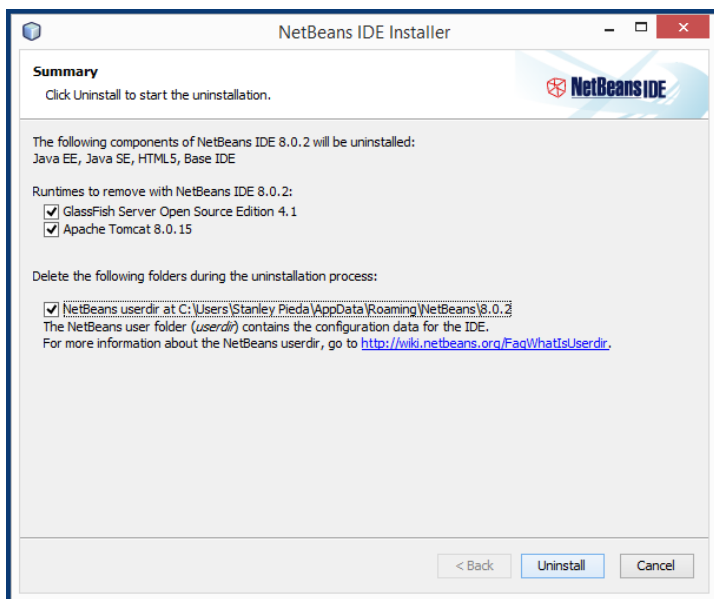 NetBeans IDE Installer
Summary
Click Uninstall to start the uninstallation.
NetBeans IDE
The following components of NetBeans IDE 8.0.2 will be uninstalled:
Java EE, Java SE, HTML5, Base IDE
Runtimes to remove with NetBeans IDE 8.0.2:
GlassFish Server Open Source Edition 4.1
Apache Tomcat 8.0.15
Delete the following folders during the uninstallation process:
NetBeans userdir at C:\Users\Stanley Pieda\AppData\Roaming\NetBeans\8.0.2
The NetBeans user folder (userdir) contains the configuration data for the IDE.
For more information about the NetBeans userdir, go to http://wiki.netbeans.org/FaqWhatIsUserdir.
< Back Uninstall Cancel